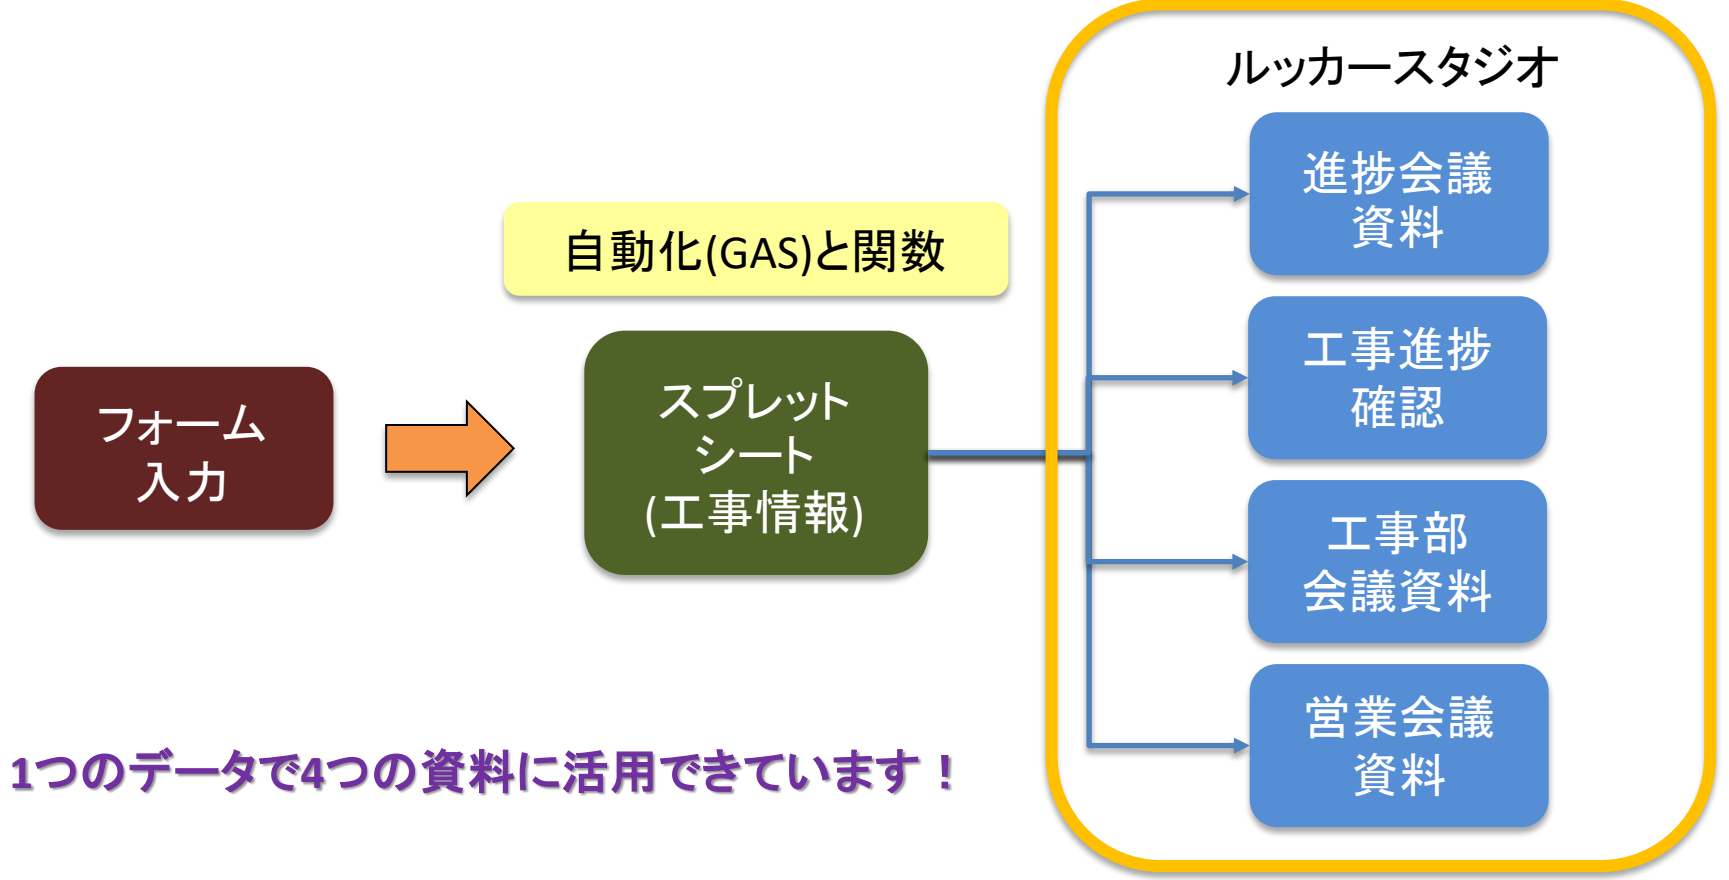 ルッカースタジオ
進捗会議
資料
自動化(GAS)と関数
工事進捗
確認
フォーム
入力
スプレット
シート
(工事情報)
工事部
会議資料
営業会議
資料
1つのデータで4つの資料に活用できています！